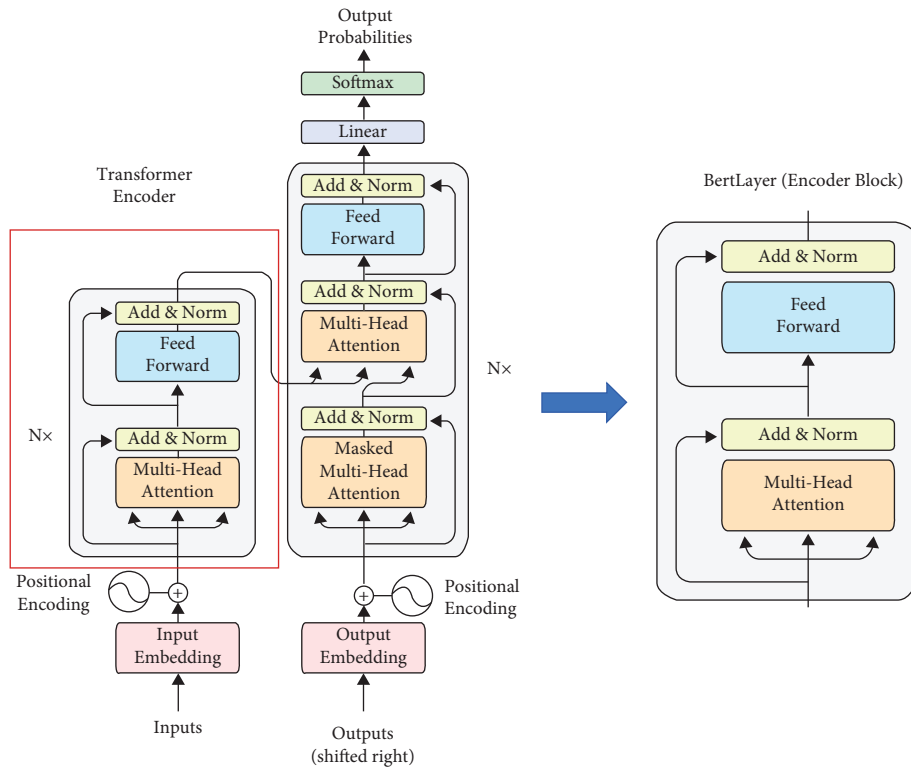 Output
Probabilities
Softmax
Linear
Transformer
Encoder
Add & Norm
Feed
Forward
Add & Norm
Multi-Head
Attention
N×
Add & Norm
Masked
Multi-Head
Attention
Add & Norm
Feed
Forward
N×
Add & Norm
Multi-Head
Attention
Positional
Encoding
Positional
Encoding
Input
Embedding
Output
Embedding
Inputs
Outputs
(shifted right)
BertLayer (Encoder Block)
Add & Norm
Feed
Forward
Add & Norm
Multi-Head
Attention